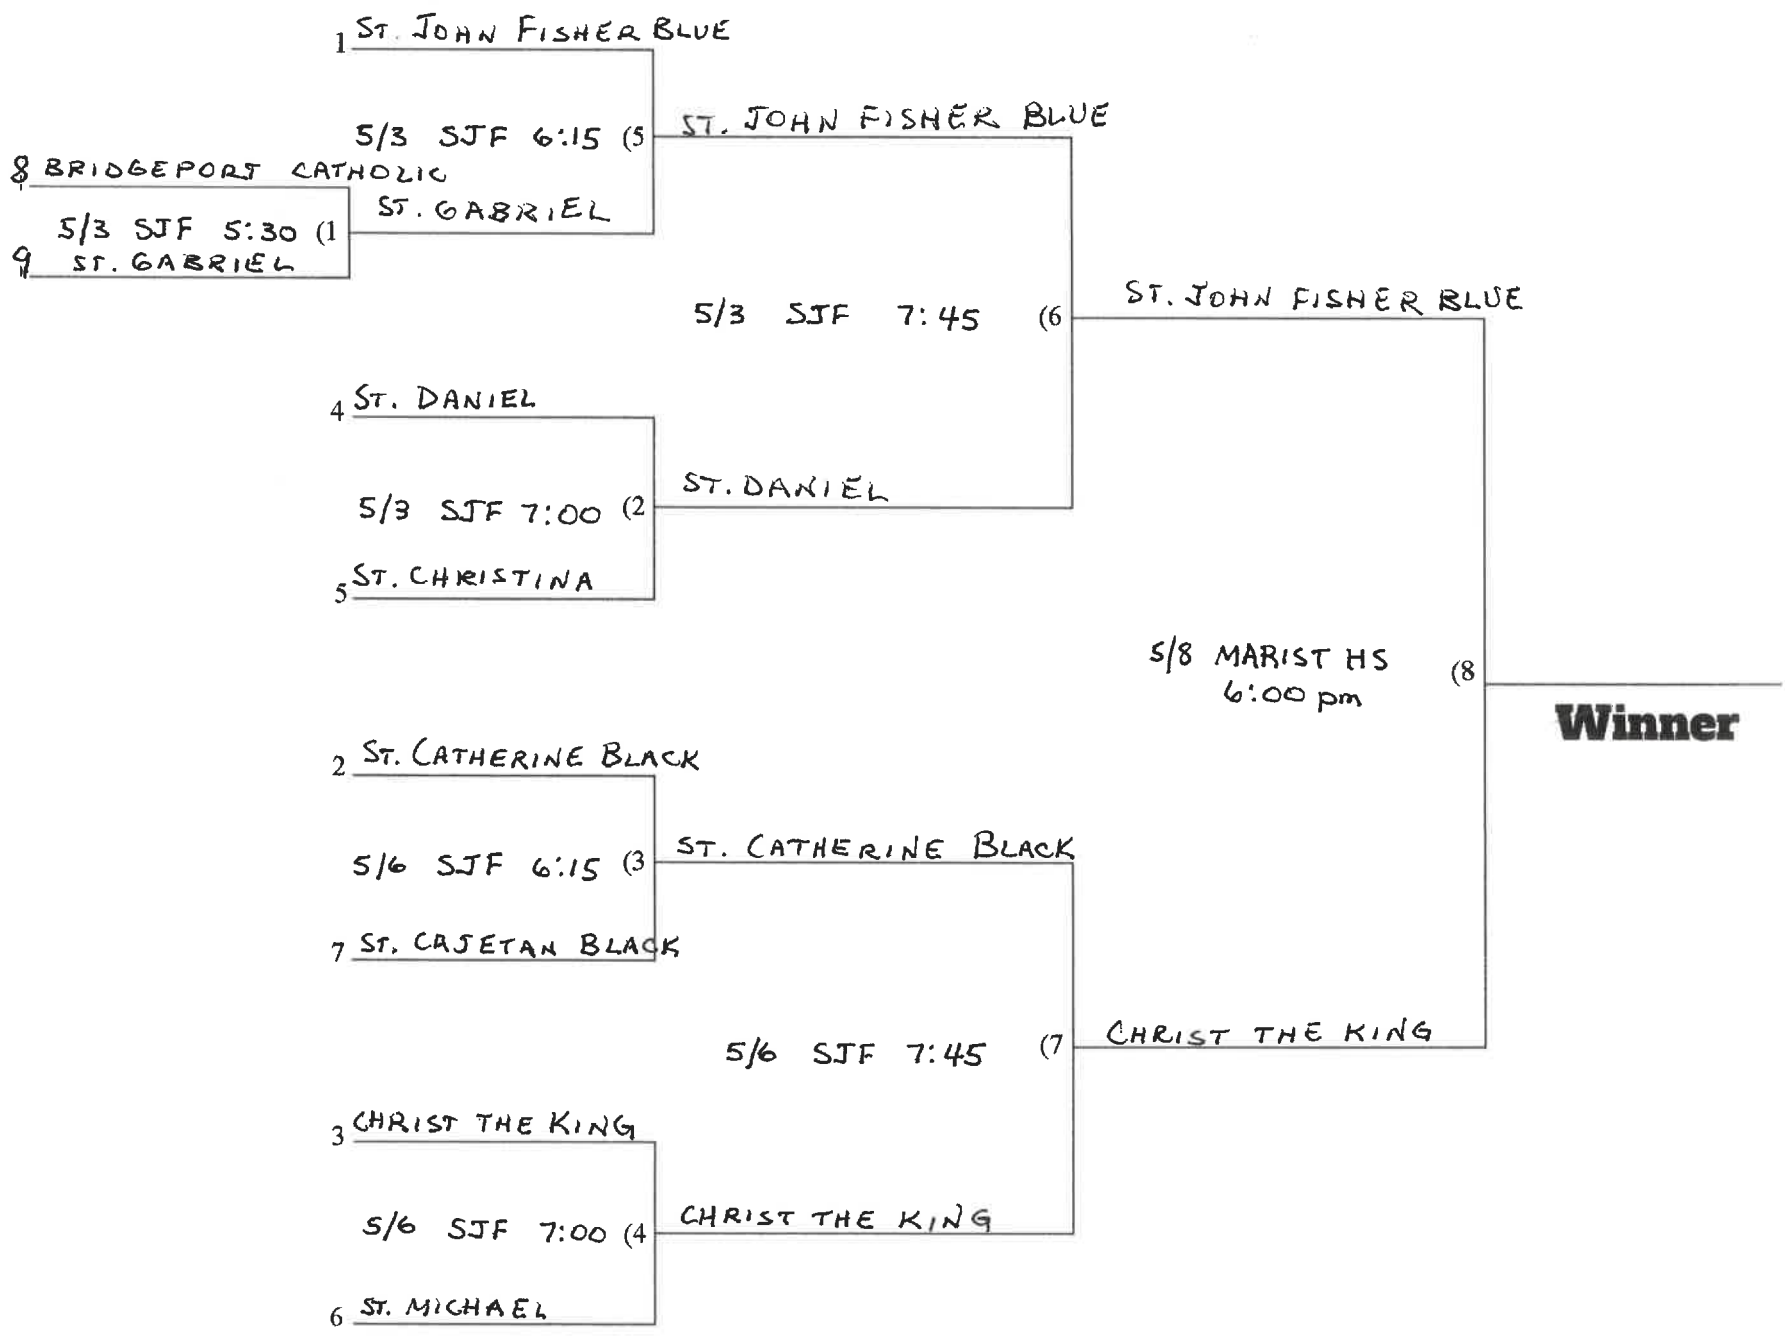 1 ST. JOHN FISHER BLUE
5/3 SJF 6:15 (5
ST. JOHN FISHER BLUE
8 BRIDGEPORT CATHOLIC
5/3 SJF 5:30 (1
ST. GABRIEL
9 ST. GABRIEL
5/3 SJF 7:45 (6
ST. JOHN FISHER BLUE
4 ST. DANIEL
5/3 SJF 7:00 (2
ST. DANIEL
5 ST. CHRISTINA
5/8 MARIST HS (8
6:00 pm
Winner
2 ST. CATHERINE BLACK
5/6 SJF 6:15 (3
ST. CATHERINE BLACK
7 ST. CAJETAN BLACK
5/6 SJF 7:45 (7
CHRIST THE KING
3 CHRIST THE KING
5/6 SJF 7:00 (4
CHRIST THE KING
6 ST. MICHAEL